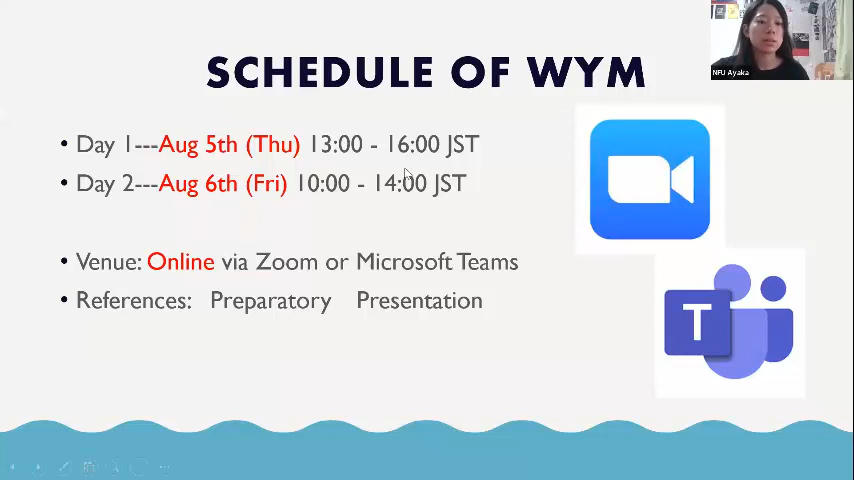 SCHEDULE OF WYM
NFU Ayaka
• Day 1---Aug 5th (Thu) 13:00 - 16:00 JST
• Day 2---Aug 6th (Fri) 10:00 - 14:00 JST
• Venue: Online via Zoom or Microsoft Teams
• References: Preparatory Presentation
T